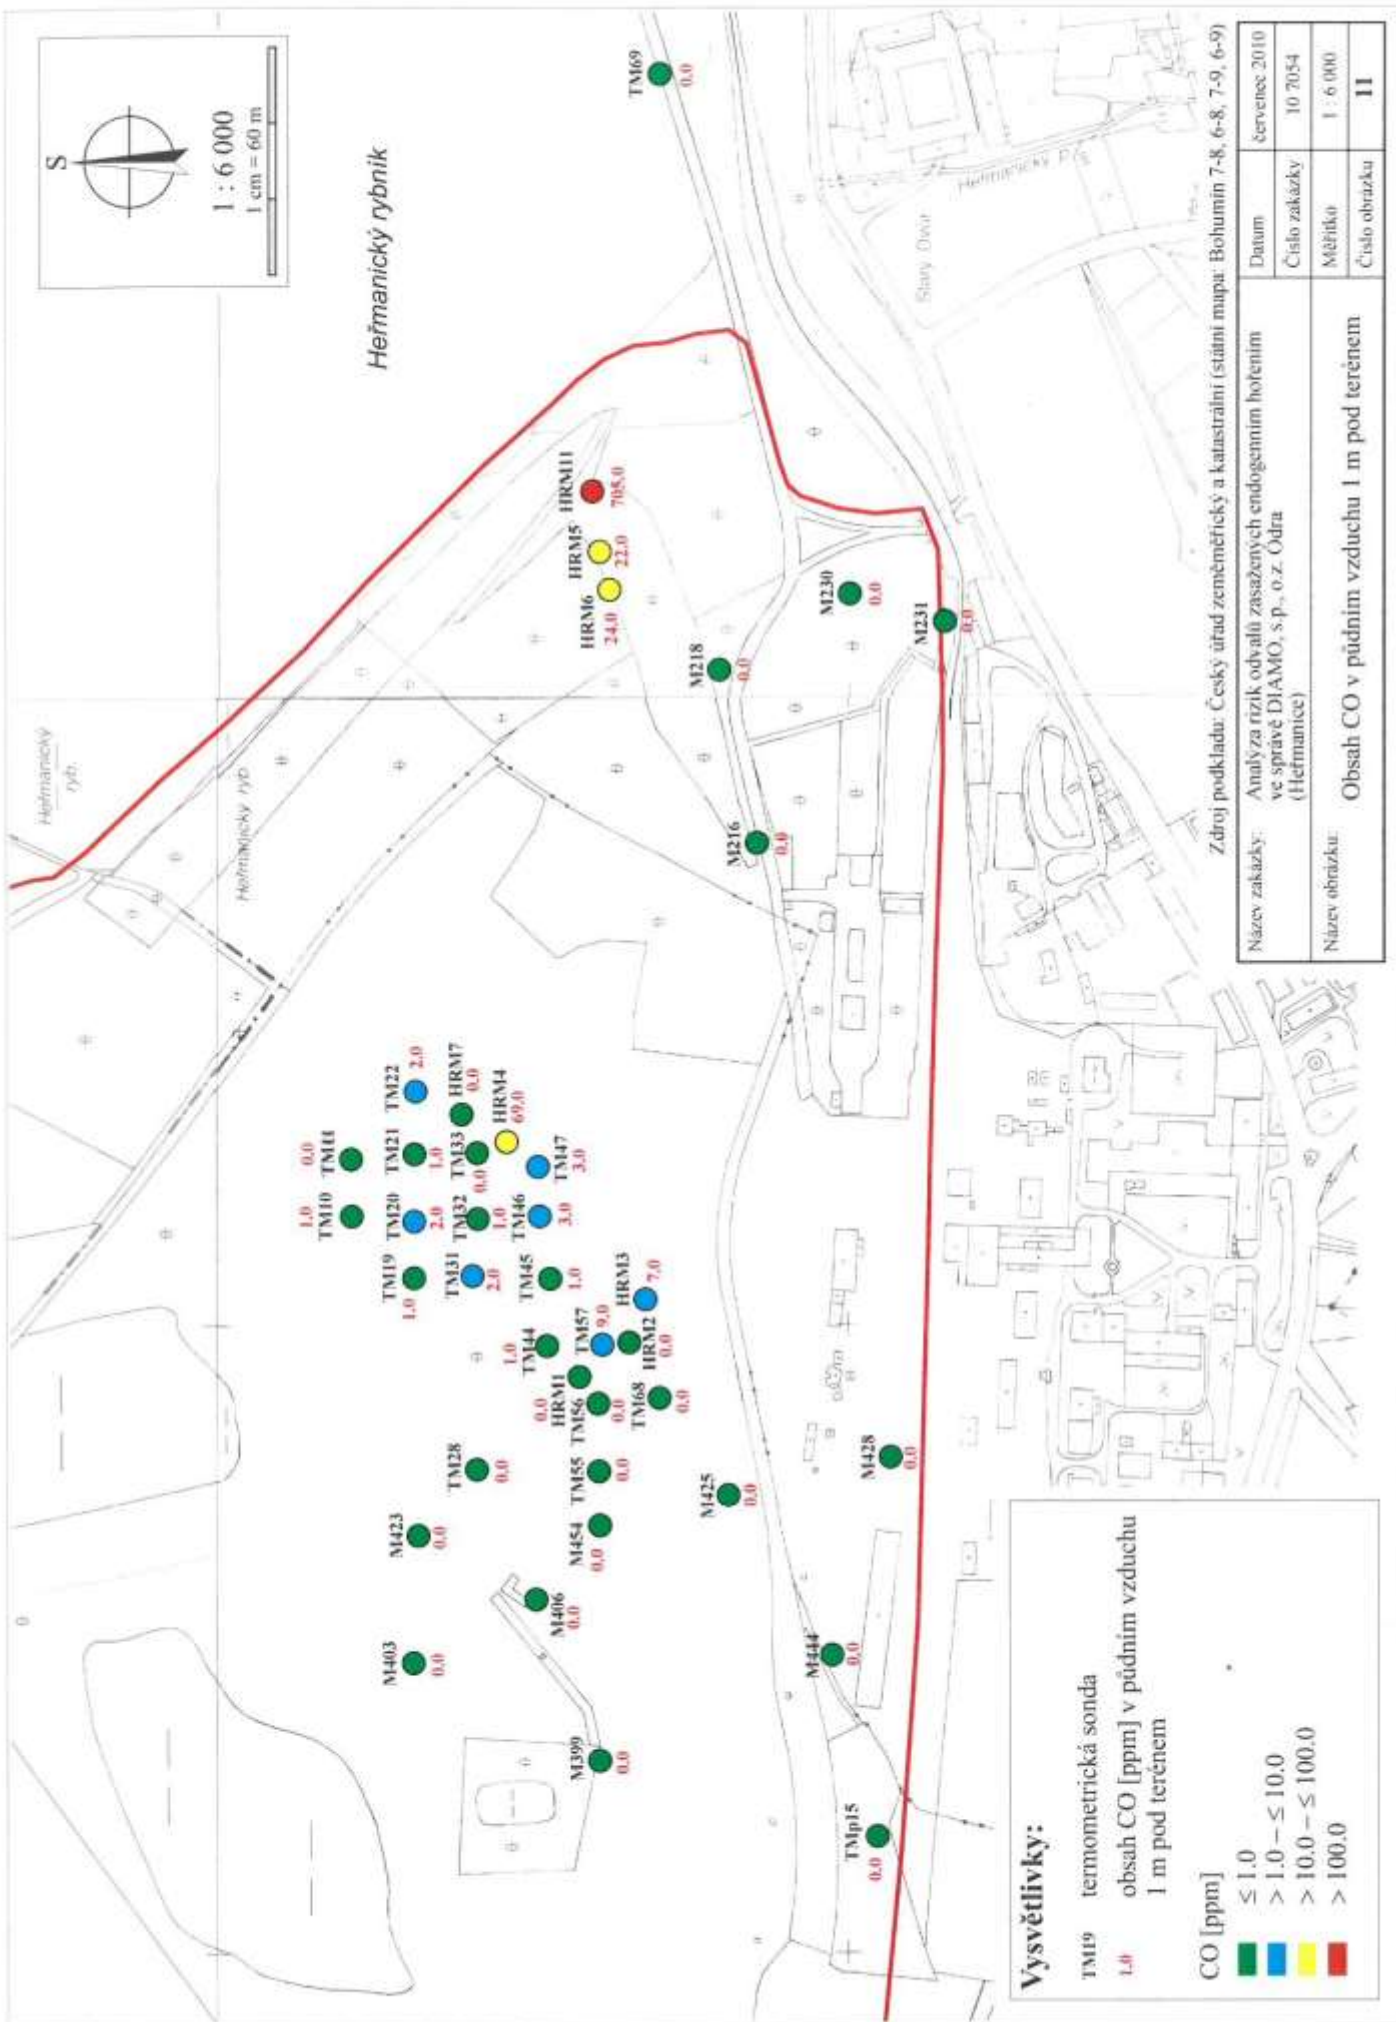 S
1 : 6 000
1 cm = 60 m
Heřmanický rybník
Heřmanický
ryb.
Heřmanický ryb
Starý Dvůr
TM69
0.0
HRM11
705.0
HRM5
22.0
HRM6
24.0
M218
0.0
M230
0.0
M231
0.0
M216
0.0
TM22
2.0
HRM7
0.0
HRM4
69.0
0.0
TM11
TM21
1.0
TM33
0.0
TM47
3.0
1.0
TM10
TM20
2.0
TM32
1.0
TM46
3.0
TM19
1.0
TM31
2.0
TM45
1.0
HRM3
7.0
1.0
TM44
TM57
9.0
HRM2
0.0
HRM1
0.0
TM56
0.0
TM68
0.0
TM28
0.0
TM55
0.0
M425
0.0
M428
0.0
M423
0.0
M454
0.0
M406
0.0
M403
0.0
M444
0.0
M399
0.0
TMp15
0.0
Vysvětlivky:
TM19 termometrická sonda
1.0 obsah CO [ppm] v půdním vzduchu
1 m pod terénem
CO [ppm]
≤ 1.0
> 1.0 – ≤ 10.0
> 10.0 – ≤ 100.0
> 100.0
Zdroj podkladu: Český úřad zeměměřický a katastrální (státní mapa: Bohumín 7-8, 6-8, 7-9, 6-9)
Název zakázky: Analýza rizik odvalů zasažených endogenním hořením
ve správě DIAMO, s.p., o.z. Odra
(Heřmanice)
Datum červenec 2010
Číslo zakázky 10 7054
Název obrázku: Obsah CO v půdním vzduchu 1 m pod terénem
Měřítko 1 : 6 000
Číslo obrázku 11